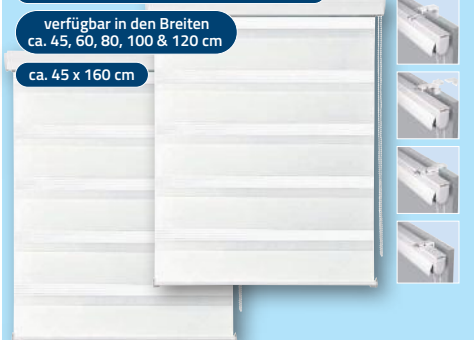 verfügbar in den Breiten
ca. 45, 60, 80, 100 & 120 cm
ca. 45 x 160 cm